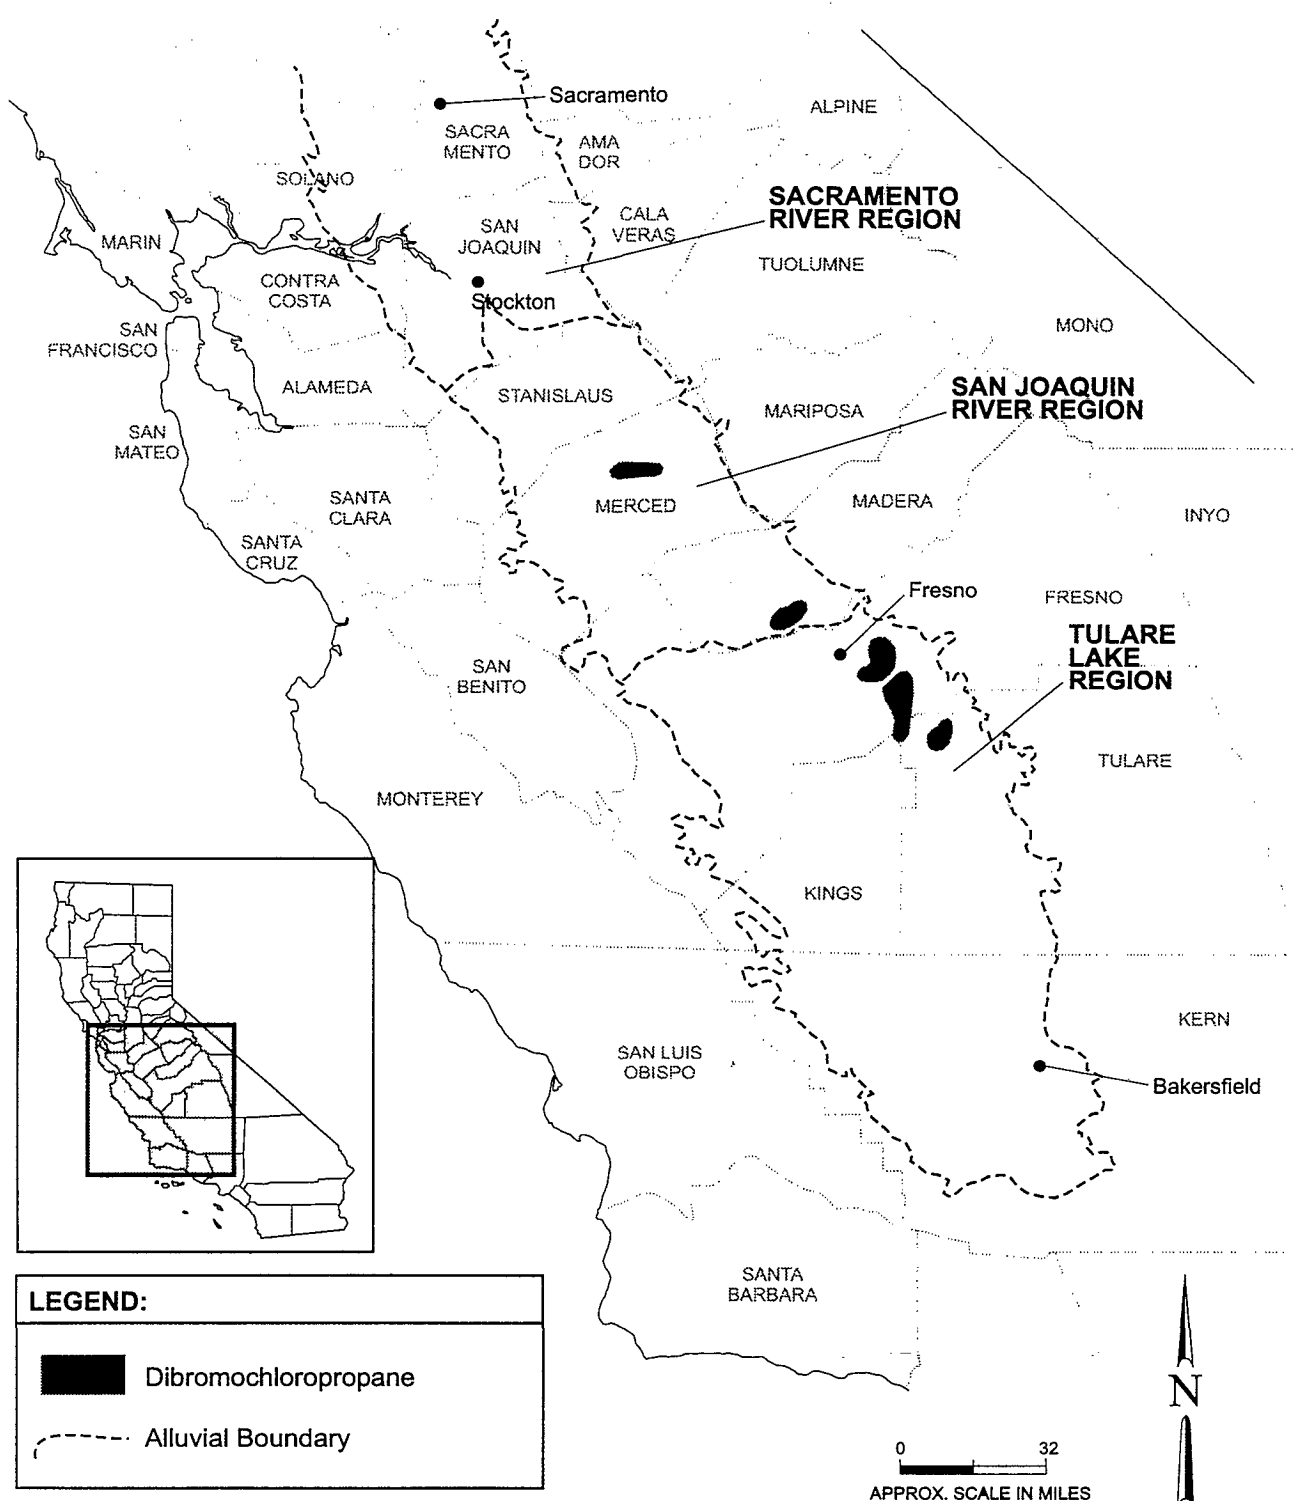 Sacramento
ALPINE
SACRA
MENTO
AMA
DOR
SOLANO
SACRAMENTO
RIVER REGION
CALA
VERAS
SAN
JOAQUIN
MARIN
TUOLUMNE
CONTRA
COSTA
Stockton
SAN
FRANCISCO
MONO
ALAMEDA
STANISLAUS
SAN JOAQUIN
RIVER REGION
MARIPOSA
SAN
MATEO
SANTA
CLARA
MERCED
MADERA
INYO
SANTA
CRUZ
Fresno
FRESNO
TULARE
LAKE
REGION
SAN
BENITO
TULARE
MONTEREY
KINGS
KERN
SAN LUIS
OBISPO
Bakersfield
SANTA
BARBARA
LEGEND:
Dibromochloropropane
Alluvial Boundary
N
0 32
APPROX. SCALE IN MILES